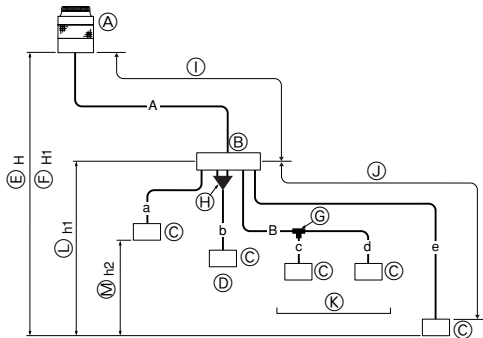 Ⓐ
Ⓘ
A
Ⓑ
Ⓔ H
Ⓕ H1
Ⓙ
Ⓛ h1
a
Ⓗ
Ⓖ
Ⓒ
b
B
c
d
e
Ⓜ h2
Ⓒ
Ⓒ
Ⓒ
Ⓓ
Ⓚ
Ⓒ